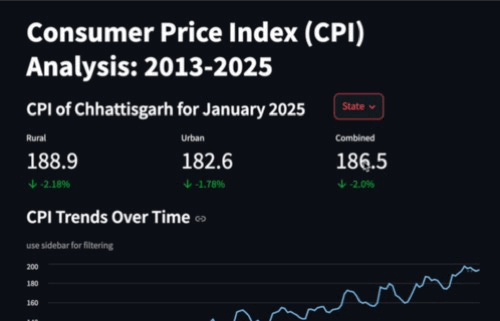 Consumer Price Index (CPI)
Analysis: 2013-2025
CPI of Chhattisgarh for January 2025
State
Rural
Urban
Combined
188.9
182.6
186.5
↓ -2.18%
↓ -1.78%
↓ -2.0%
CPI Trends Over Time
use sidebar for filtering
200
180
160